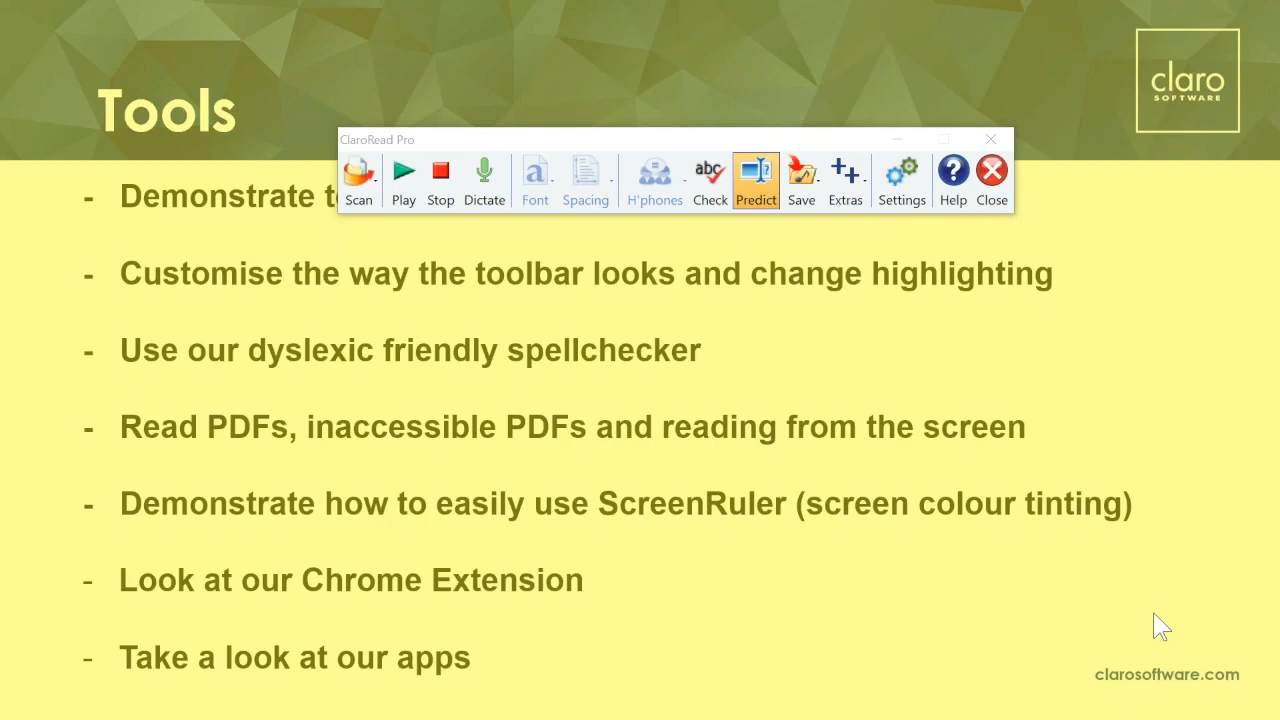 claro
SOFTWARE
Tools
ClaroRead Pro
abc
Scan Play Stop Dictate Font Spacing H'phones Check Predict Save Extras Settings Help Close
- Demonstrate
- Customise the way the toolbar looks and change highlighting
- Use our dyslexic friendly spellchecker
- Read PDFs, inaccessible PDFs and reading from the screen
- Demonstrate how to easily use ScreenRuler (screen colour tinting)
- Look at our Chrome Extension
- Take a look at our apps
clarosoftware.com